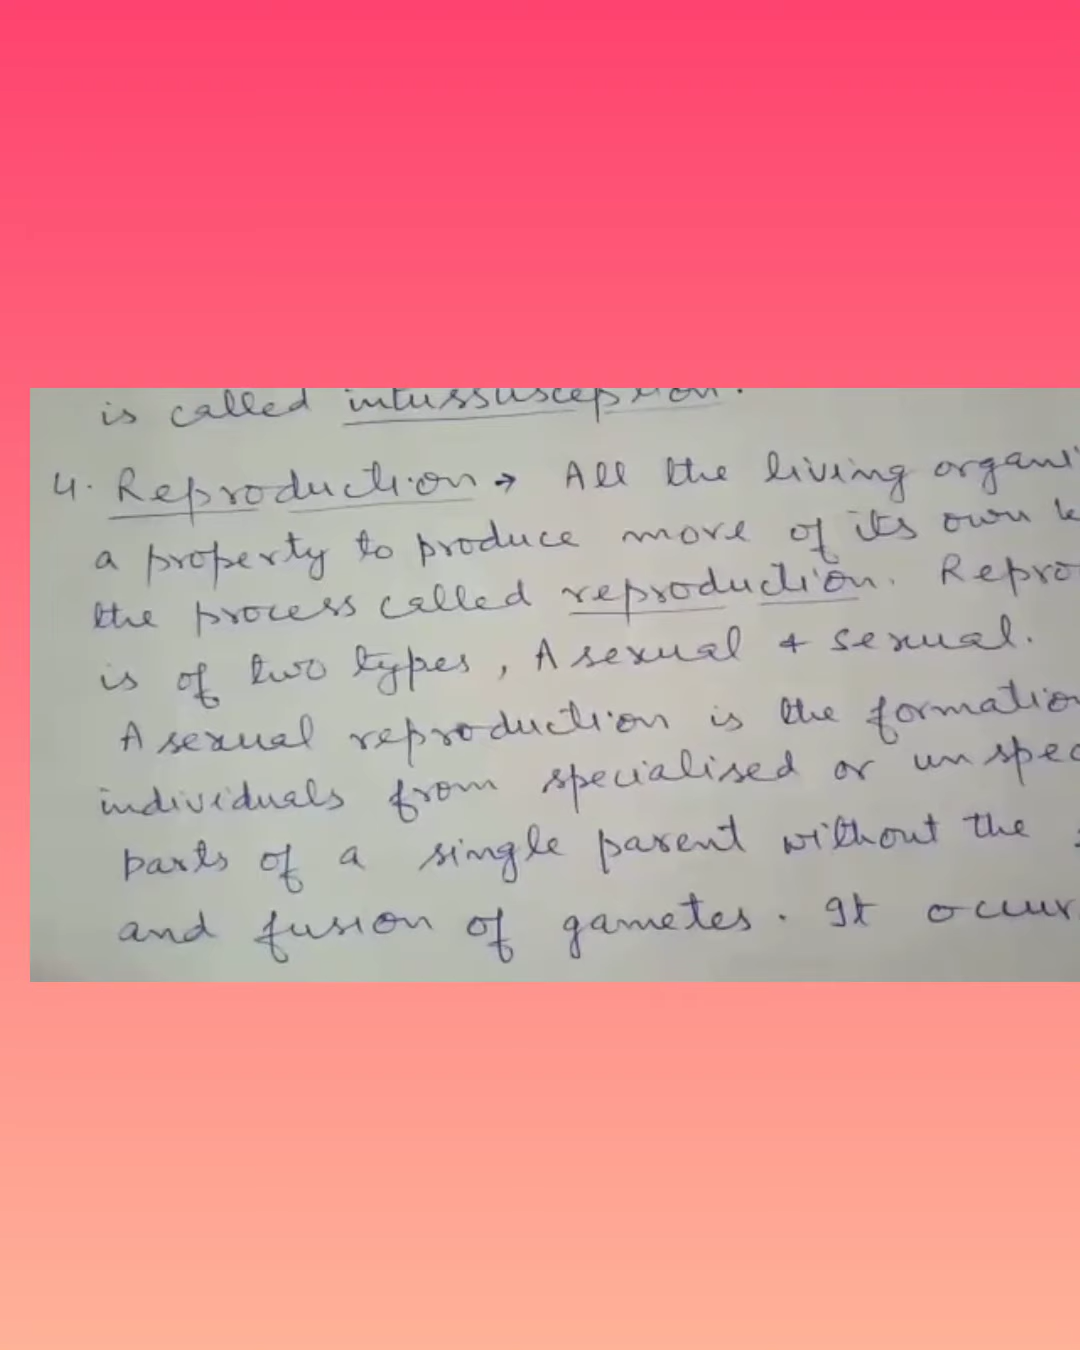 is called intussusception.
4. Reproduction → All the living organi
a property to produce more of its own k
the process called reproduction. Repro
is of two types, Asexual & sexual.
Asexual reproduction is the formation
individuals from specialised or unspec
parts of a single parent without the
and fusion of gametes. It occur